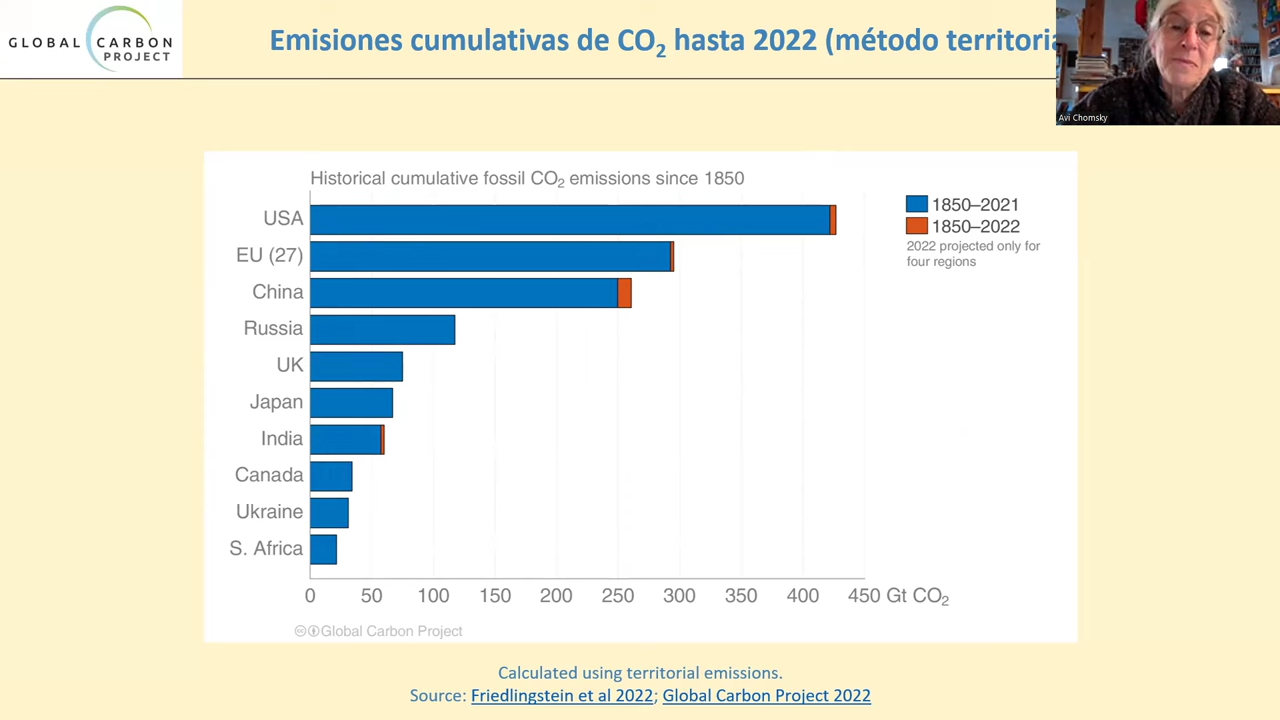 GLOBAL CARBON
PROJECT
Emisiones cumulativas de CO₂ hasta 2022 (método
Avi Chomsky
Historical cumulative fossil CO₂ emissions since 1850
USA
EU (27)
China
Russia
UK
Japan
India
Canada
Ukraine
S. Africa
1850–2021
1850–2022
2022 projected only for
four regions
0 50 100 150 200 250 300 350 400 450 Gt CO₂
Global Carbon Project
Calculated using territorial emissions.
Source: Friedlingstein et al 2022; Global Carbon Project 2022